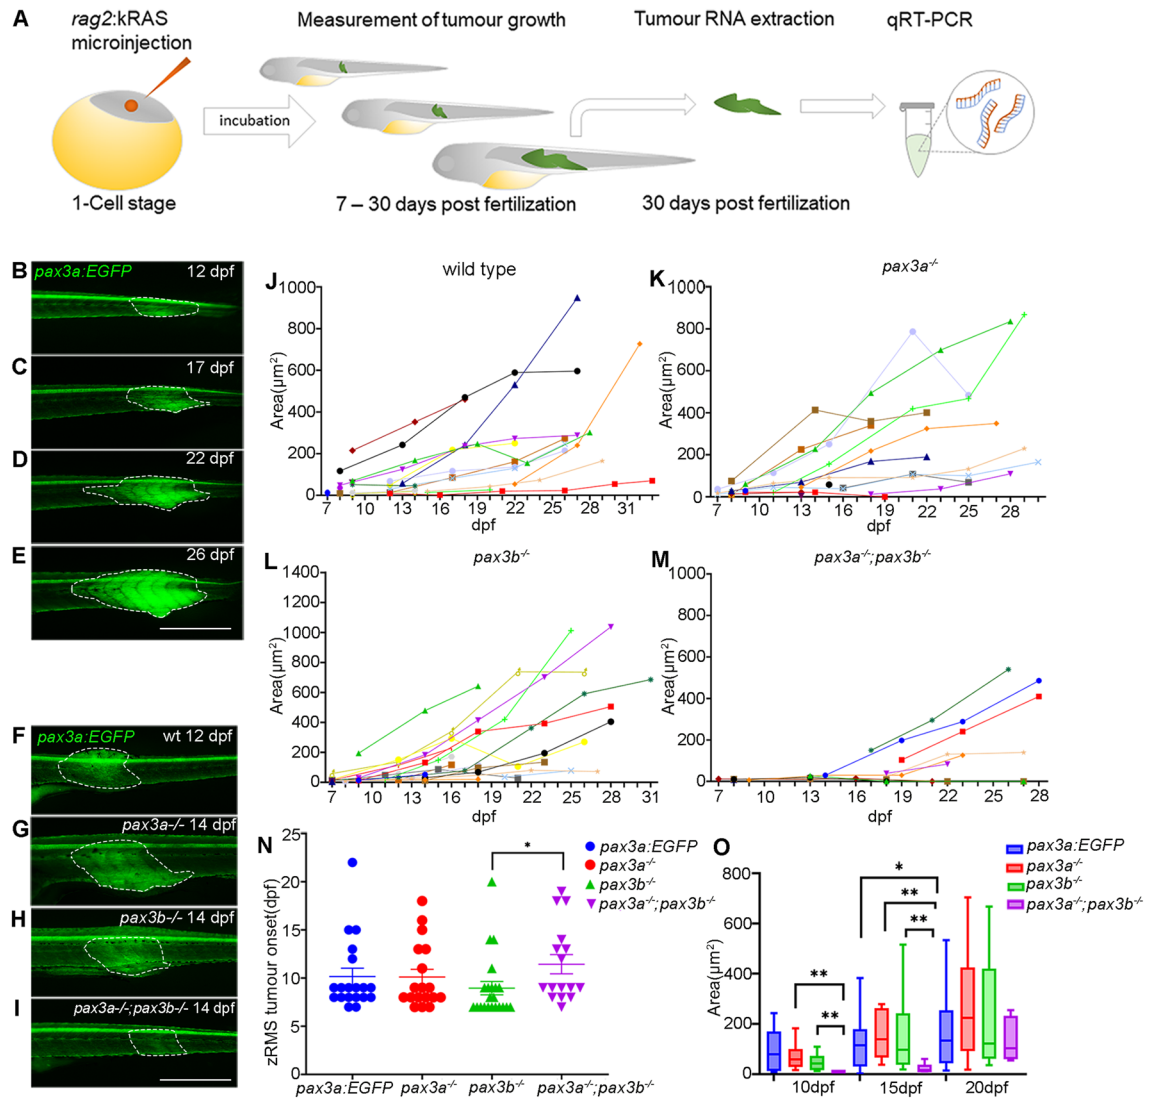 A
rag2:kRAS
microinjection
Measurement of tumour growth
Tumour RNA extraction
qRT-PCR
incubation
1-Cell stage
7 – 30 days post fertilization
30 days post fertilization
B
pax3a:EGFP
12 dpf
C
17 dpf
D
22 dpf
E
26 dpf
F
pax3a:EGFP
wt 12 dpf
G
pax3a-/- 14 dpf
H
pax3b-/- 14 dpf
I
pax3a-/-;pax3b-/- 14 dpf
J
wild type
Area(µm²)
1000
800
600
400
200
0
7 10 13 16 19 22 25 28 31
dpf
K
pax3a-/-
Area(µm²)
1000
800
600
400
200
0
7 10 13 16 19 22 25 28
dpf
L
pax3b-/-
Area(µm²)
1400
1200
1000
800
600
400
200
0
7 10 13 16 19 22 25 28 31
dpf
M
pax3a-/-;pax3b-/-
Area(µm²)
1000
800
600
400
200
0
7 10 13 16 19 22 25 28
dpf
N
zRMS tumour onset(dpf)
25
20
15
10
5
0
*
pax3a:EGFP
pax3a-/-
pax3b-/-
pax3a-/-;pax3b-/-
pax3a:EGFP pax3a-/- pax3b-/- pax3a-/-;pax3b-/-
O
Area(µm²)
800
600
400
200
0
**
**
*
**
**
pax3a:EGFP
pax3a-/-
pax3b-/-
pax3a-/-;pax3b-/-
10dpf 15dpf 20dpf